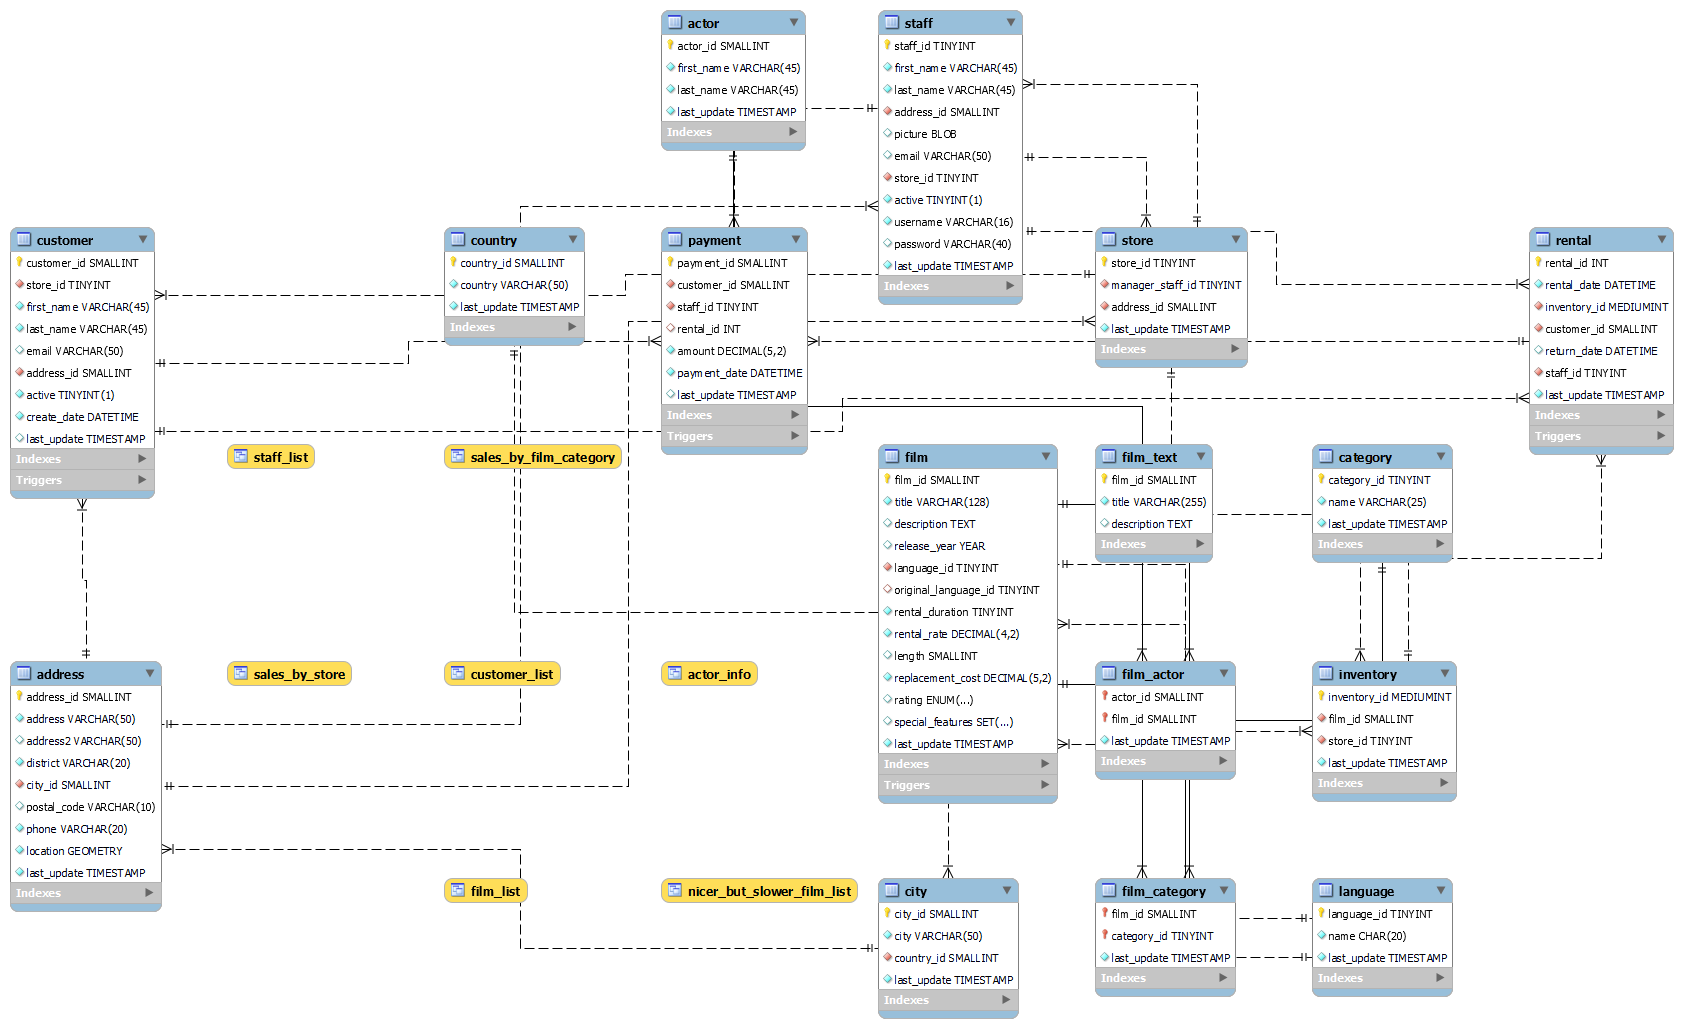 actor
actor_id SMALLINT
first_name VARCHAR(45)
last_name VARCHAR(45)
last_update TIMESTAMP
Indexes
staff
staff_id TINYINT
first_name VARCHAR(45)
last_name VARCHAR(45)
address_id SMALLINT
picture BLOB
email VARCHAR(50)
store_id TINYINT
active TINYINT(1)
username VARCHAR(16)
password VARCHAR(40)
last_update TIMESTAMP
Indexes
customer
customer_id SMALLINT
store_id TINYINT
first_name VARCHAR(45)
last_name VARCHAR(45)
email VARCHAR(50)
address_id SMALLINT
active TINYINT(1)
create_date DATETIME
last_update TIMESTAMP
Indexes
Triggers
country
country_id SMALLINT
country VARCHAR(50)
last_update TIMESTAMP
Indexes
payment
payment_id SMALLINT
customer_id SMALLINT
staff_id TINYINT
rental_id INT
amount DECIMAL(5,2)
payment_date DATETIME
last_update TIMESTAMP
Indexes
Triggers
store
store_id TINYINT
manager_staff_id TINYINT
address_id SMALLINT
last_update TIMESTAMP
Indexes
rental
rental_id INT
rental_date DATETIME
inventory_id MEDIUMINT
customer_id SMALLINT
return_date DATETIME
staff_id TINYINT
last_update TIMESTAMP
Indexes
Triggers
staff_list
sales_by_film_category
film
film_id SMALLINT
title VARCHAR(128)
description TEXT
release_year YEAR
language_id TINYINT
original_language_id TINYINT
rental_duration TINYINT
rental_rate DECIMAL(4,2)
length SMALLINT
replacement_cost DECIMAL(5,2)
rating ENUM(...)
special_features SET(...)
last_update TIMESTAMP
Indexes
Triggers
film_text
film_id SMALLINT
title VARCHAR(255)
description TEXT
Indexes
category
category_id TINYINT
name VARCHAR(25)
last_update TIMESTAMP
Indexes
address
address_id SMALLINT
address VARCHAR(50)
address2 VARCHAR(50)
district VARCHAR(20)
city_id SMALLINT
postal_code VARCHAR(10)
phone VARCHAR(20)
location GEOMETRY
last_update TIMESTAMP
Indexes
sales_by_store
customer_list
actor_info
film_actor
actor_id SMALLINT
film_id SMALLINT
last_update TIMESTAMP
Indexes
inventory
inventory_id MEDIUMINT
film_id SMALLINT
store_id TINYINT
last_update TIMESTAMP
Indexes
film_list
nicer_but_slower_film_list
city
city_id SMALLINT
city VARCHAR(50)
country_id SMALLINT
last_update TIMESTAMP
Indexes
film_category
film_id SMALLINT
category_id TINYINT
last_update TIMESTAMP
Indexes
language
language_id TINYINT
name CHAR(20)
last_update TIMESTAMP
Indexes